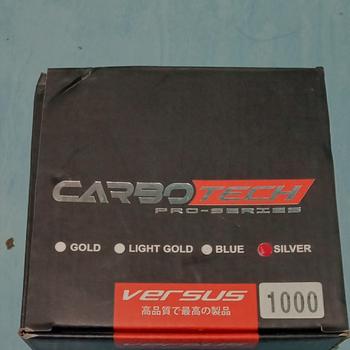 CARBOTECH
PRO-SERIES
GOLD LIGHT GOLD BLUE SILVER
versus
高品質で最高の製品
1000